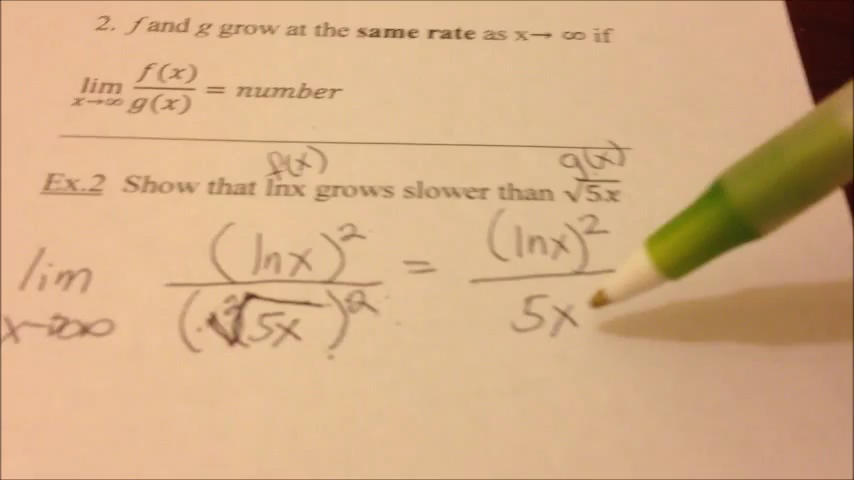 2. f and g grow at the same rate as x→ ∞ if
lim x→∞ f(x)/g(x) = number
f(x) g(x)
Ex.2 Show that lnx grows slower than √5x
lim x→∞ (lnx)² / (²√5x)² = (lnx)² / 5x